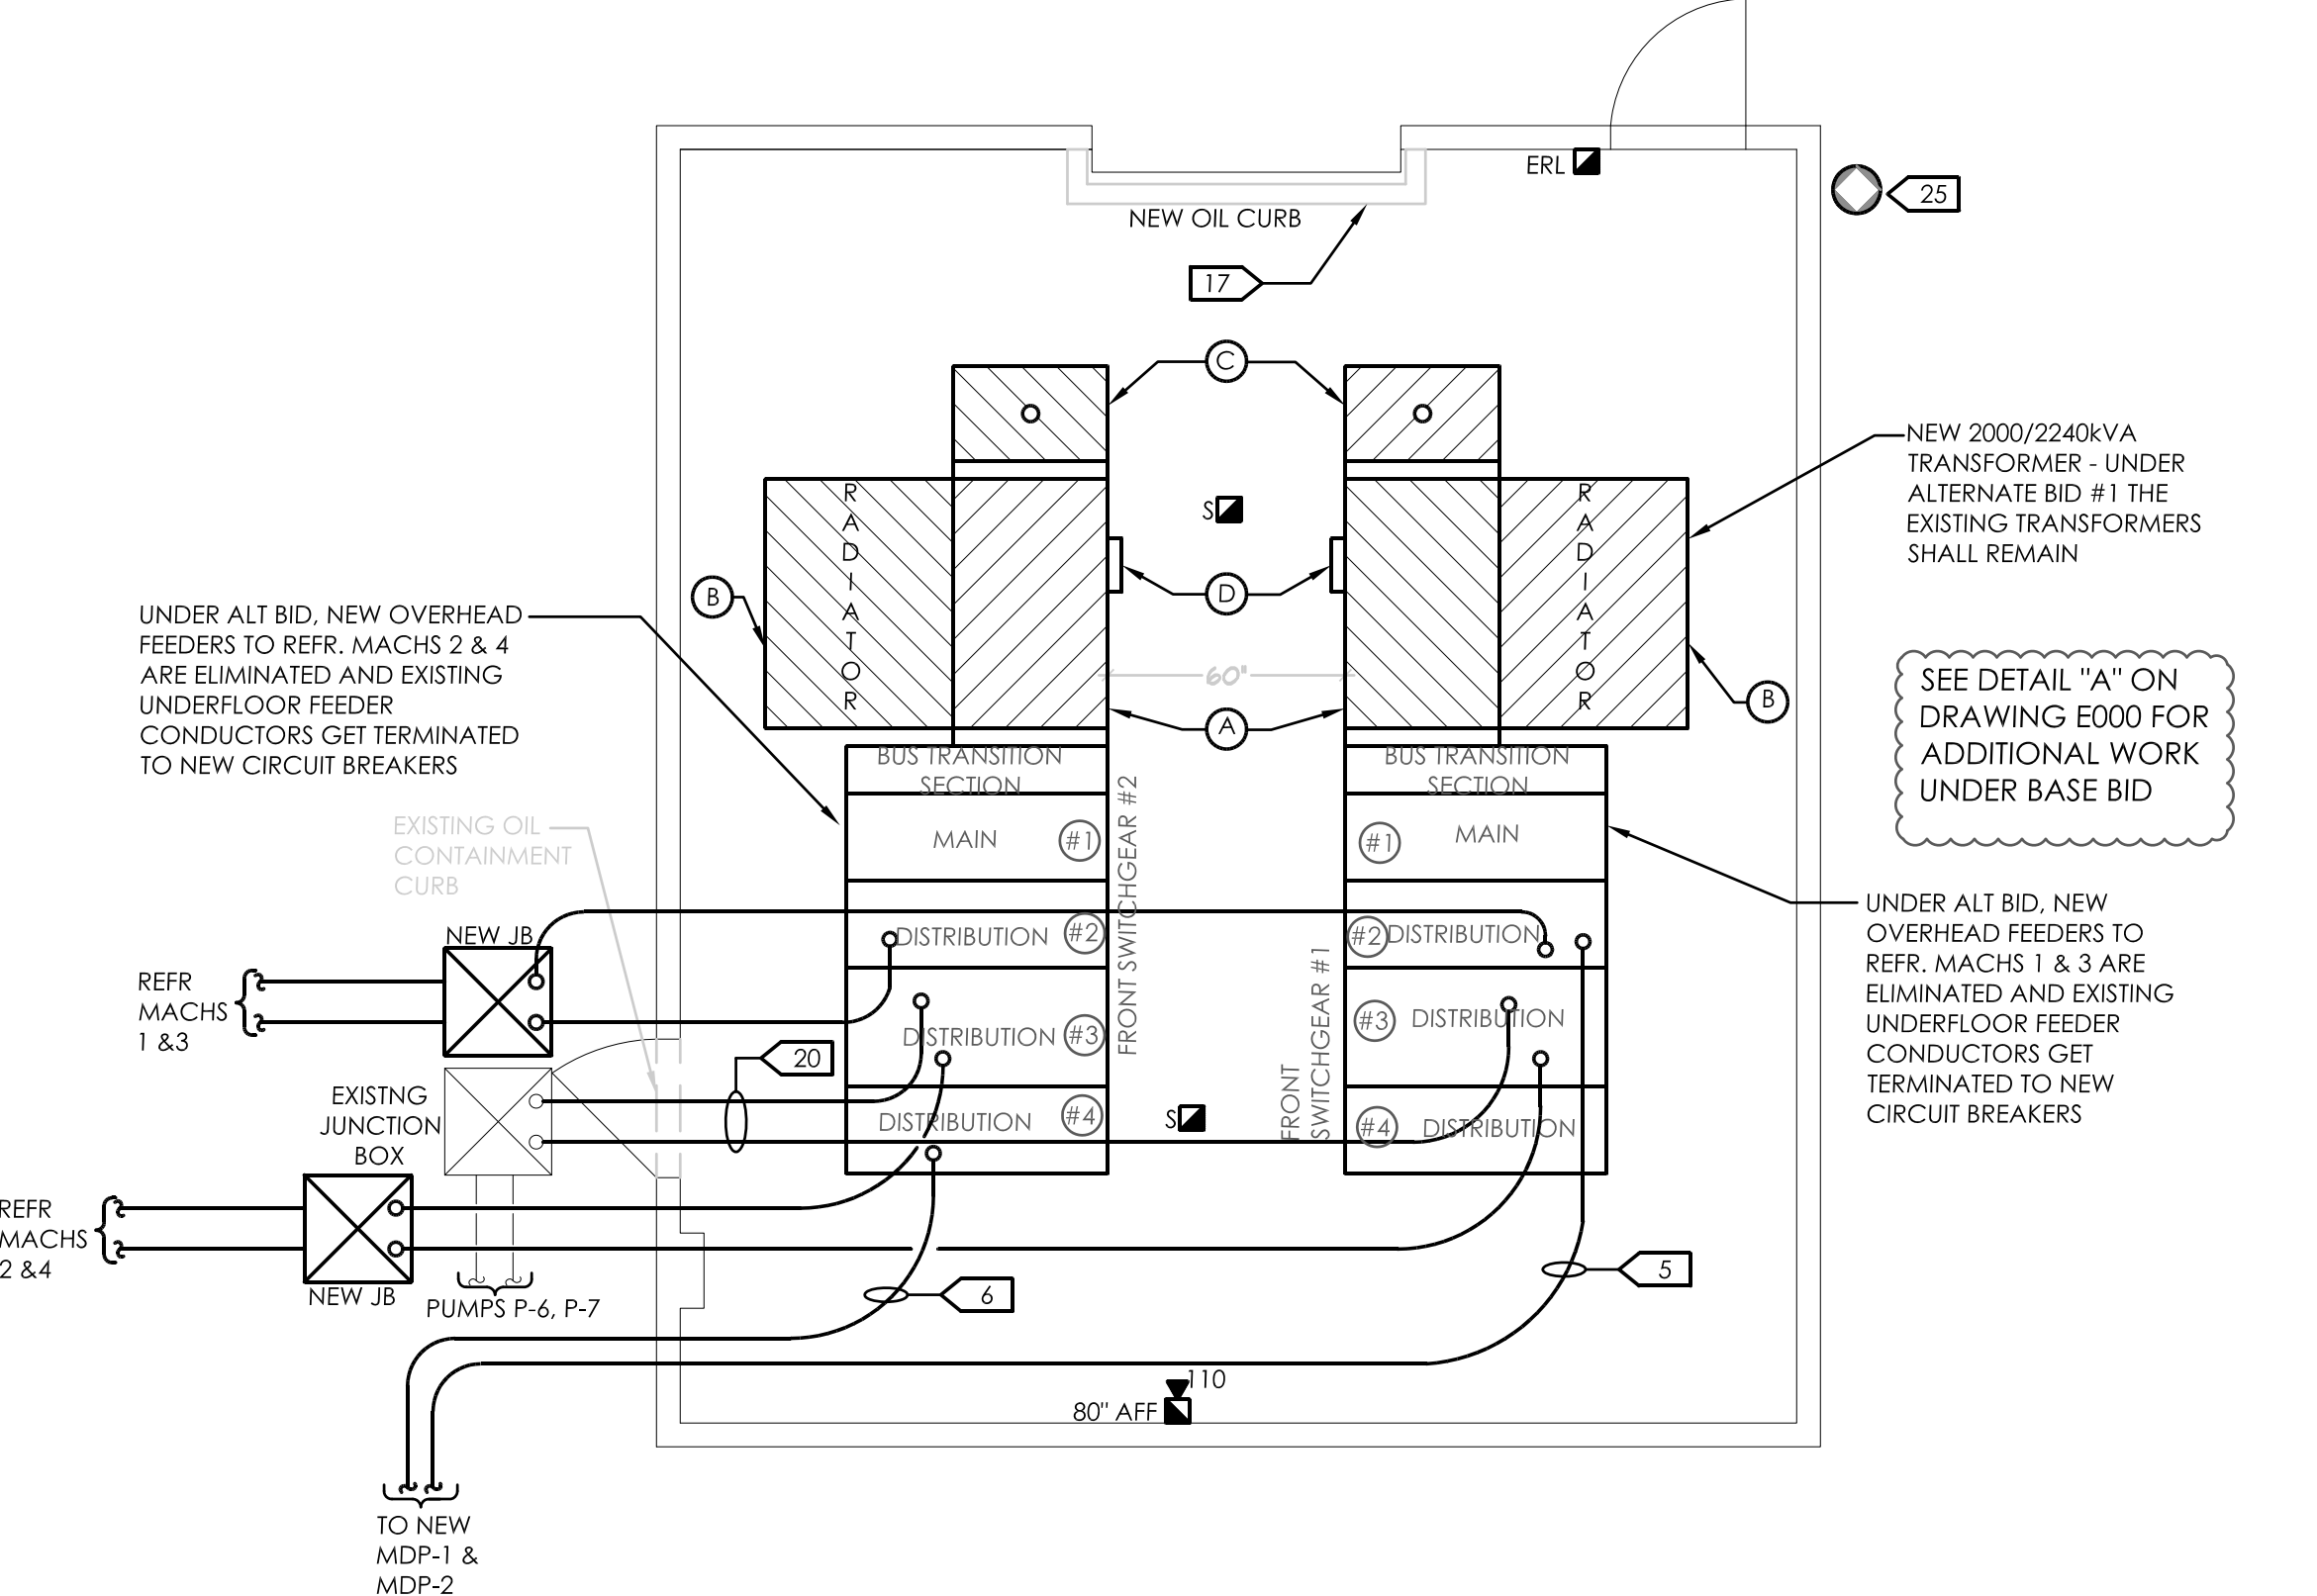 ERL
25
NEW OIL CURB
17
C
NEW 2000/2240kVA
TRANSFORMER - UNDER
ALTERNATE BID #1 THE
EXISTING TRANSFORMERS
SHALL REMAIN
RADIATOR
S
RADIATOR
B
D
UNDER ALT BID, NEW OVERHEAD
FEEDERS TO REFR. MACHS 2 & 4
ARE ELIMINATED AND EXISTING
UNDERFLOOR FEEDER
CONDUCTORS GET TERMINATED
TO NEW CIRCUIT BREAKERS
60"
B
A
SEE DETAIL "A" ON
DRAWING E000 FOR
ADDITIONAL WORK
UNDER BASE BID
BUS TRANSITION
SECTION
BUS TRANSITION
SECTION
MAIN
#1
FRONT SWITCHGEAR #2
#1
MAIN
EXISTING OIL
CONTAINMENT
CURB
UNDER ALT BID, NEW
OVERHEAD FEEDERS TO
REFR. MACHS 1 & 3 ARE
ELIMINATED AND EXISTING
UNDERFLOOR FEEDER
CONDUCTORS GET
TERMINATED TO NEW
CIRCUIT BREAKERS
NEW JB
DISTRIBUTION
#2
#2
DISTRIBUTION
REFR
MACHS
1 &3
DISTRIBUTION
#3
FRONT
SWITCHGEAR #1
#3
DISTRIBUTION
20
EXISTNG
JUNCTION
BOX
DISTRIBUTION
#4
S
#4
DISTRIBUTION
REFR
MACHS
2 &4
NEW JB
PUMPS P-6, P-7
6
5
110
80" AFF
TO NEW
MDP-1 &
MDP-2